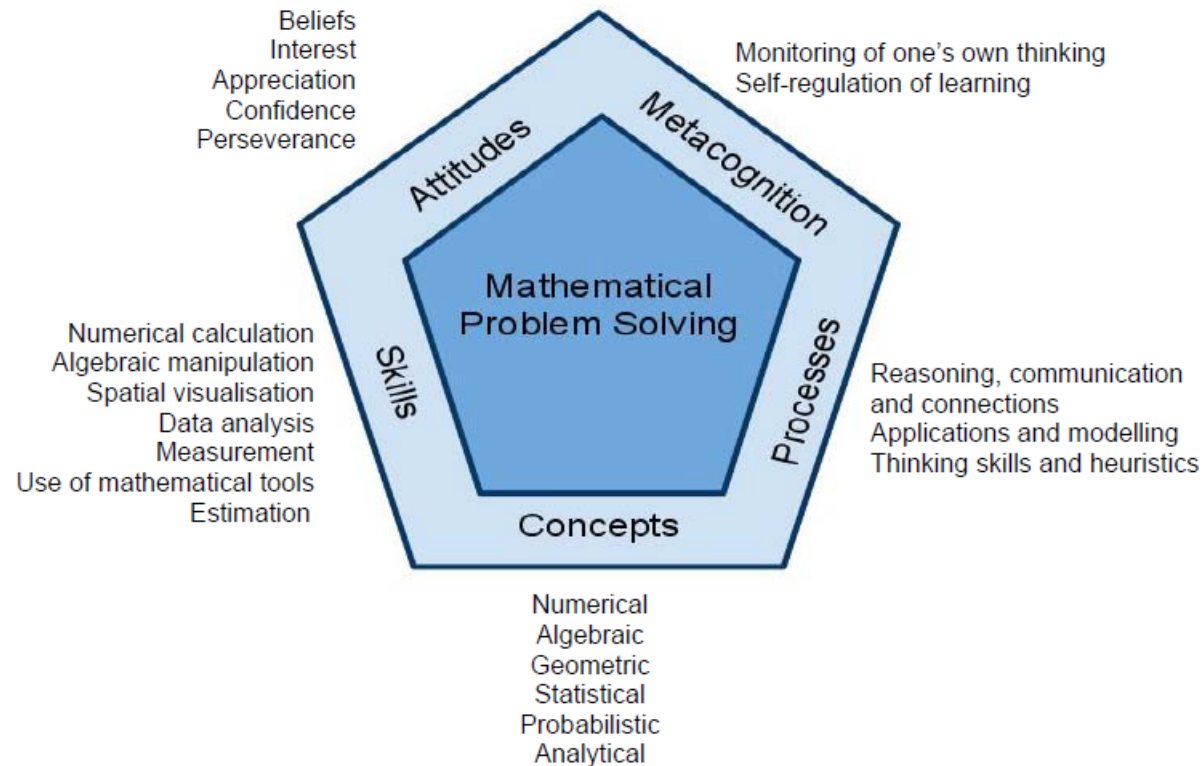 Beliefs
Interest
Appreciation
Confidence
Perseverance
Monitoring of one's own thinking
Self-regulation of learning
Attitudes
Metacognition
Mathematical
Problem Solving
Numerical calculation
Algebraic manipulation
Spatial visualisation
Data analysis
Measurement
Use of mathematical tools
Estimation
Skills
Processes
Reasoning, communication
and connections
Applications and modelling
Thinking skills and heuristics
Concepts
Numerical
Algebraic
Geometric
Statistical
Probabilistic
Analytical